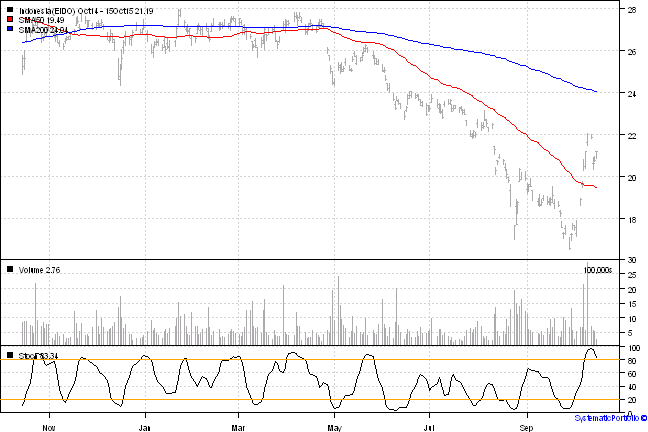 Indonesia(EIDO) Oct14 - 15Oct15 21.19
SMA50 19.49
SMA200 24.04
28
26
24
22
20
18
30
Volume 2.76
100,000s
25
20
15
10
5
Stoch 83.34
100
80
60
40
20
0
Nov Jan Mar May Jul Sep
SystematicPortfolio ©